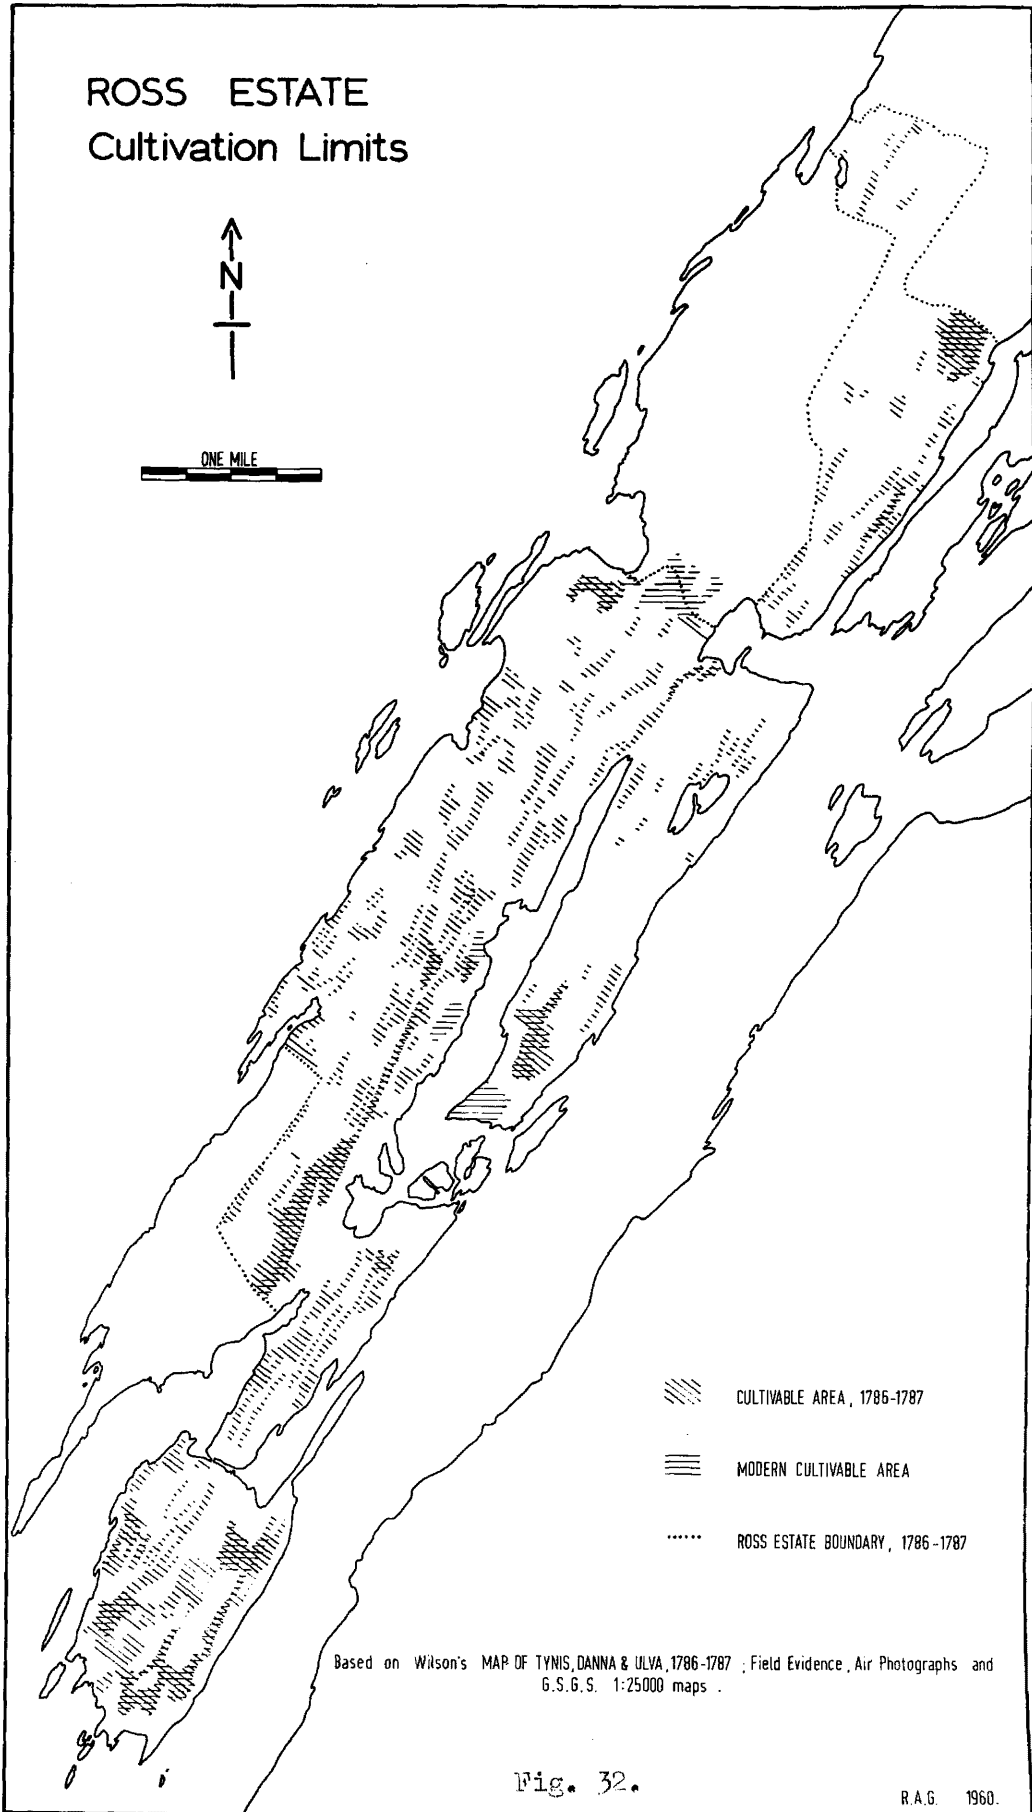 ROSS ESTATE
Cultivation Limits
N
ONE MILE
CULTIVABLE AREA, 1786-1787
MODERN CULTIVABLE AREA
ROSS ESTATE BOUNDARY, 1786-1787
Based on Wilson's MAP OF TYNIS, DANNA & ULVA, 1786-1787 ; Field Evidence, Air Photographs and
G.S.G.S. 1:25000 maps .
Fig. 32.
R.A.G. 1960.